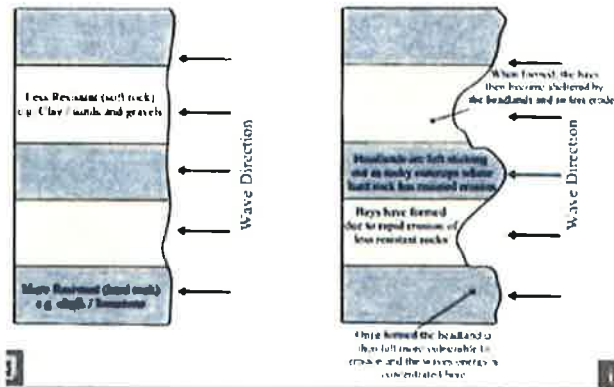 Less Resistant (soft rock)
e.g. Clay / sands and gravels
More Resistant (hard rock)
e.g. chalk / limestone
Wave Direction
When formed, the bays
then become sheltered by
the headlands and so less erode
Headlands are left sticking
out as rocky outcrops where
hard rock has resisted erosion
Bays have formed
due to rapid erosion of
less resistant rocks
Wave Direction
Once formed the headland is
then left more vulnerable to
erosion and the waves energy is
concentrated here